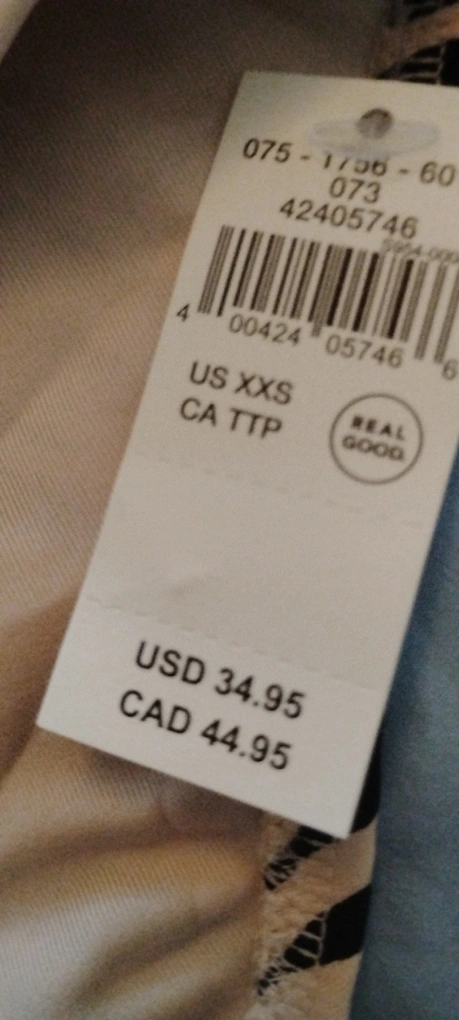 075 - 1756 - 60
073
42405746
4 00424 05746 6
US XXS
CA TTP
REAL
GOOD.
USD 34.95
CAD 44.95